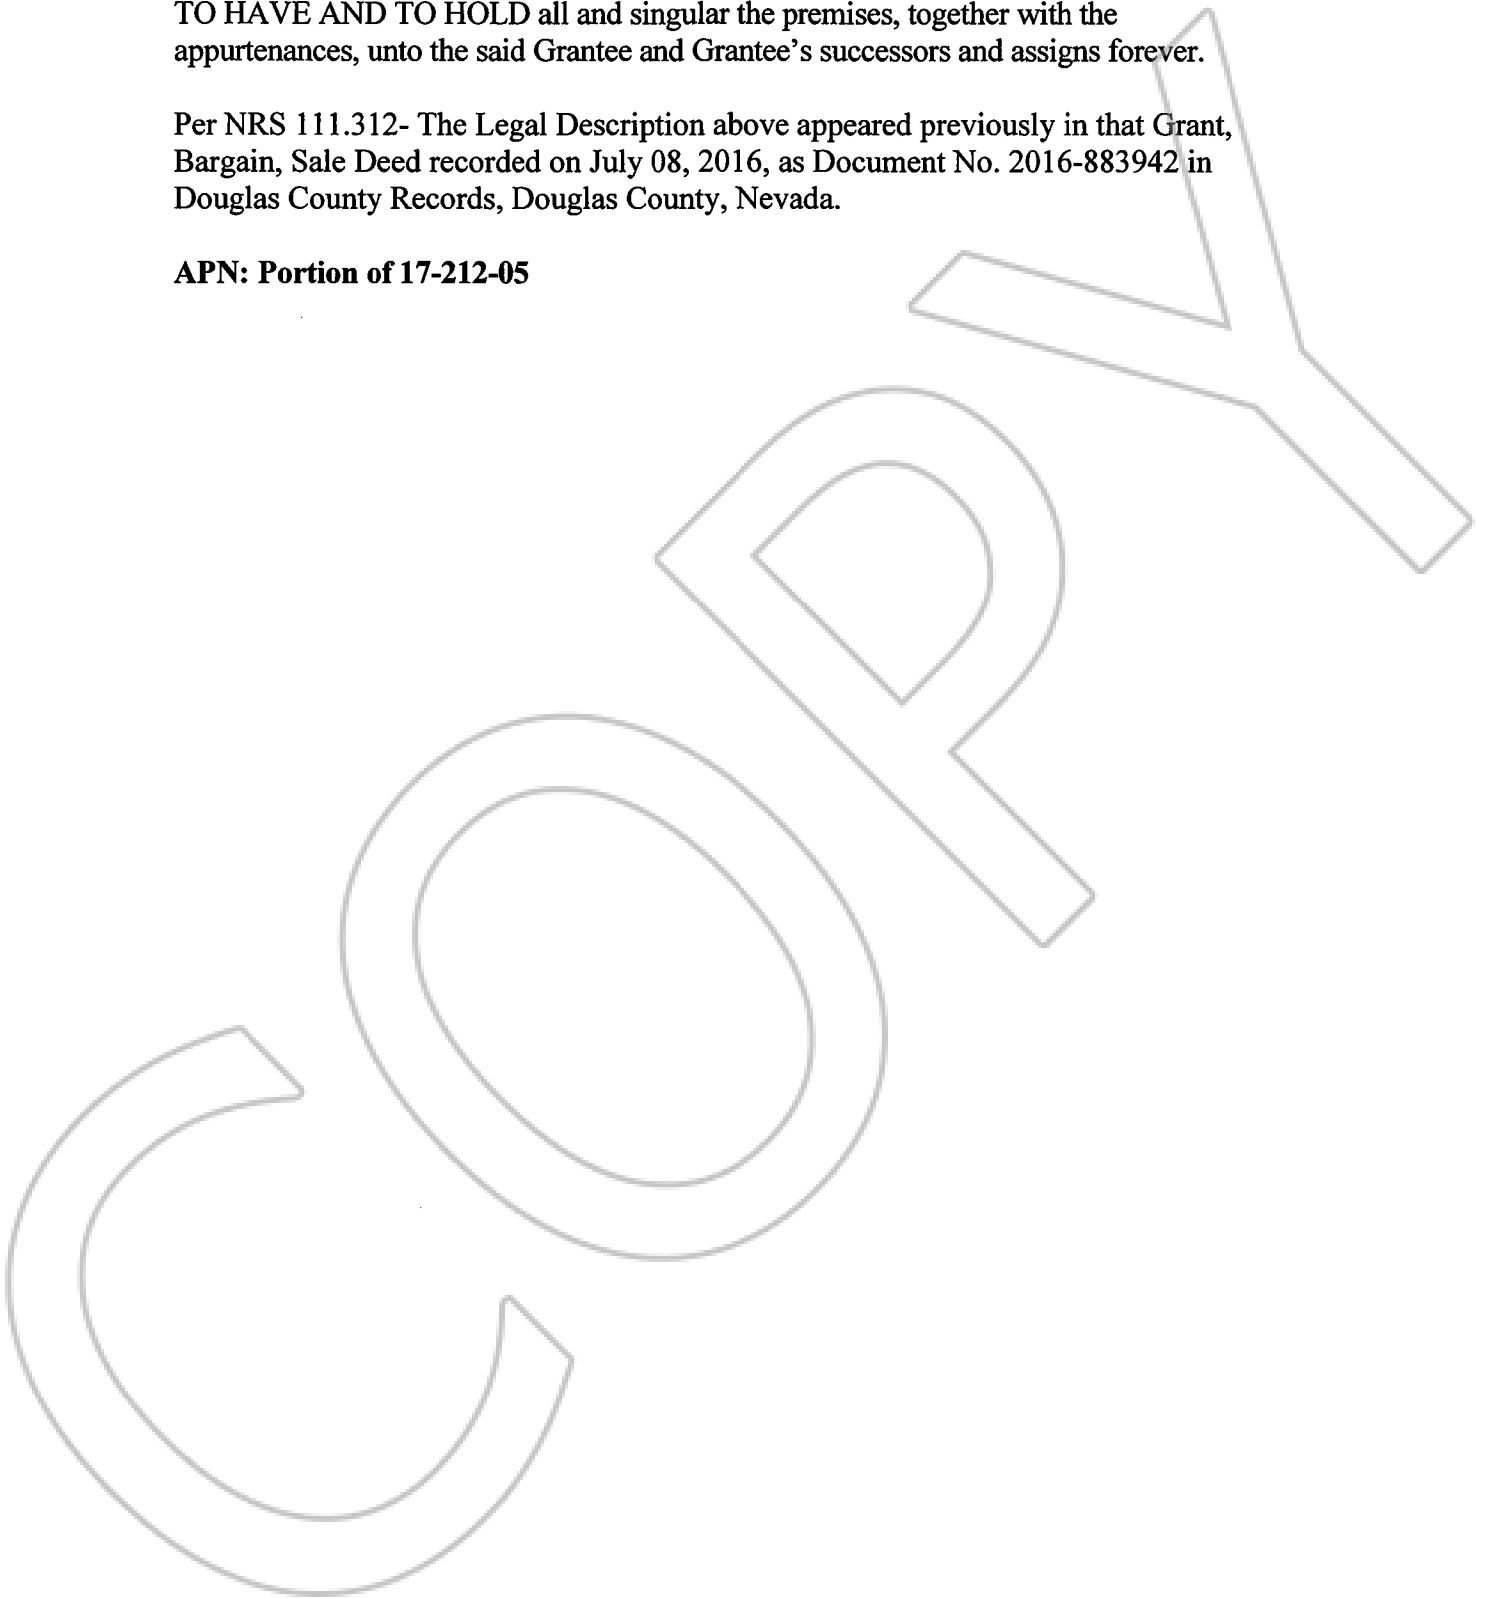 TO HAVE AND TO HOLD all and singular the premises, together with the
appurtenances, unto the said Grantee and Grantee's successors and assigns forever.
Per NRS 111.312- The Legal Description above appeared previously in that Grant,
Bargain, Sale Deed recorded on July 08, 2016, as Document No. 2016-883942 in
Douglas County Records, Douglas County, Nevada.
APN: Portion of 17-212-05
COPY